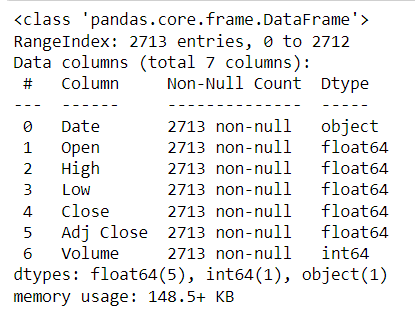 <class 'pandas.core.frame.DataFrame'>
RangeIndex: 2713 entries, 0 to 2712
Data columns (total 7 columns):
 #   Column     Non-Null Count  Dtype
---  ------     --------------  -----
 0   Date       2713 non-null   object
 1   Open       2713 non-null   float64
 2   High       2713 non-null   float64
 3   Low        2713 non-null   float64
 4   Close      2713 non-null   float64
 5   Adj Close  2713 non-null   float64
 6   Volume     2713 non-null   int64
dtypes: float64(5), int64(1), object(1)
memory usage: 148.5+ KB